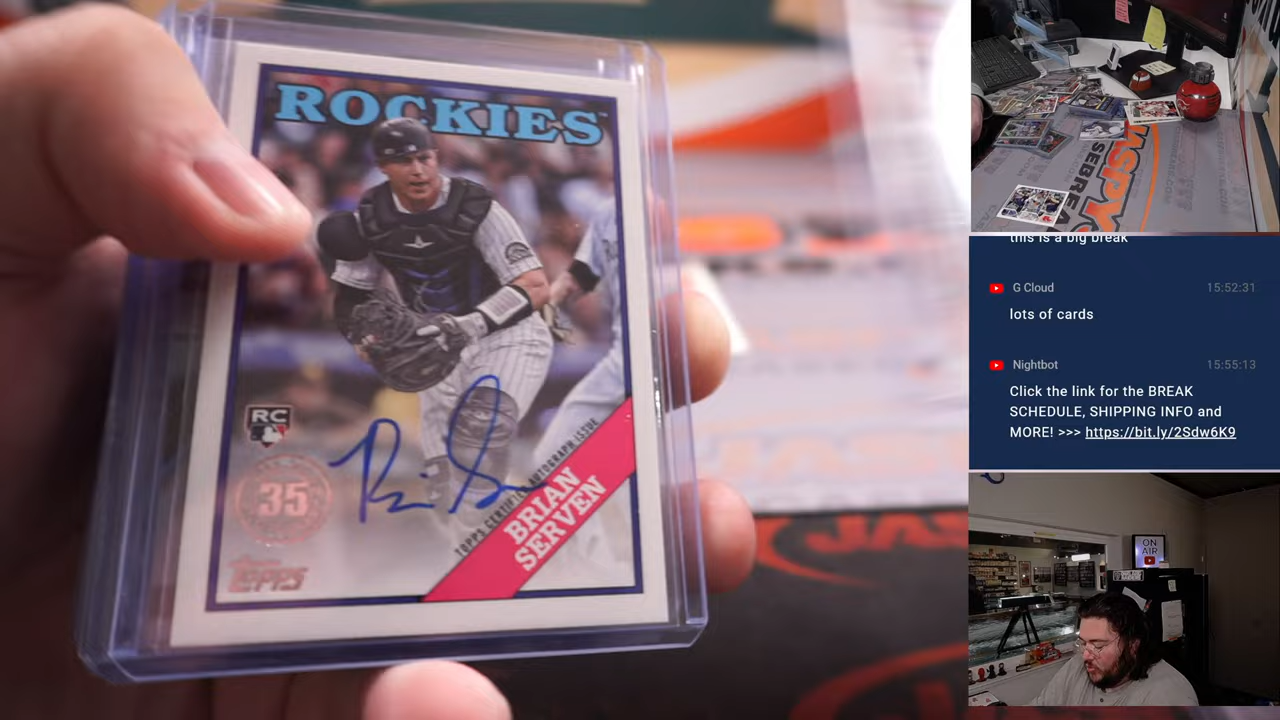 ROCKIES
RC
35
TOPPS
TOPPS CERTIFIED AUTOGRAPH ISSUE
BRIAN
SERVEN
JASPY
this is a big break
G Cloud
15:52:31
lots of cards
Nightbot
15:55:13
Click the link for the BREAK
SCHEDULE, SHIPPING INFO and
MORE! >>> https://bit.ly/2Sdw6K9
ON
AIR